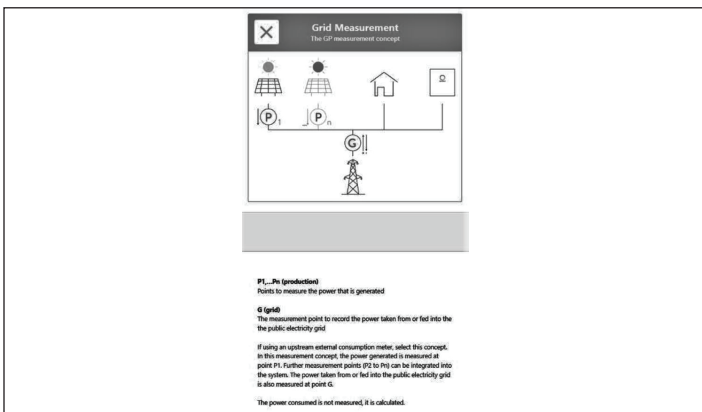 Grid Measurement
The GP measurement concept
P1
Pn
G
P1,...Pn (production)
Points to measure the power that is generated
G (grid)
The measurement point to record the power taken from or fed into the
the public electricity grid
If using an upstream external consumption meter, select this concept.
In this measurement concept, the power generated is measured at
point P1. Further measurement points (P2 to Pn) can be integrated into
the system. The power taken from or fed into the public electricity grid
is also measured at point G.
The power consumed is not measured, it is calculated.